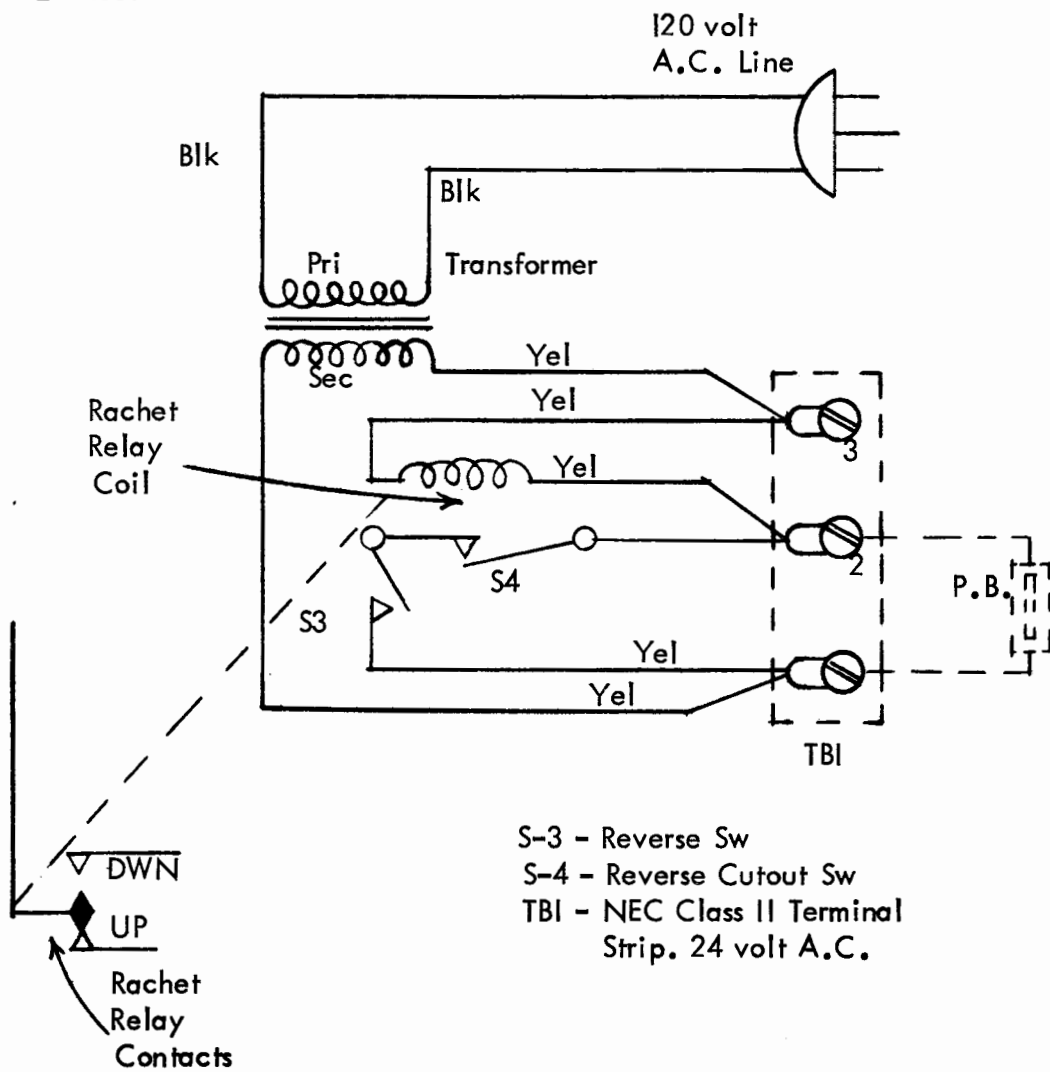 120 volt
A.C. Line
Blk
Blk
Pri
Transformer
Sec
Yel
Yel
Rachet
Relay
Coil
Yel
3
2
S4
P.B.
S3
Yel
Yel
TBI
DWN
UP
Rachet
Relay
Contacts
S-3 - Reverse Sw
S-4 - Reverse Cutout Sw
TBI - NEC Class II Terminal
Strip. 24 volt A.C.